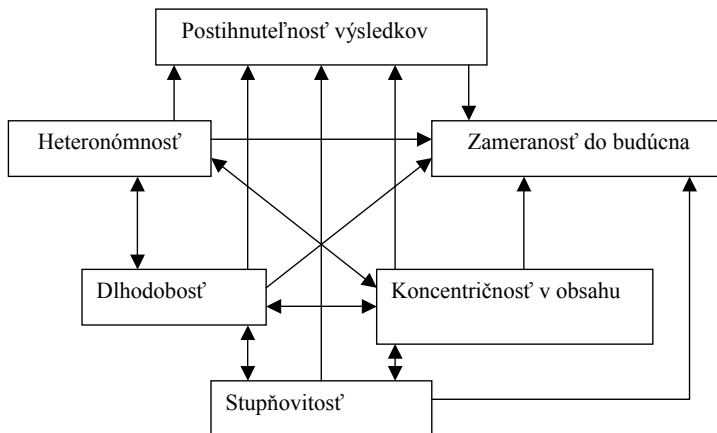 Postihnuteľnosť výsledkov
Heteronómnosť
Zameranosť do budúcna
Dlhodobosť
Koncentričnosť v obsahu
Stupňovitosť